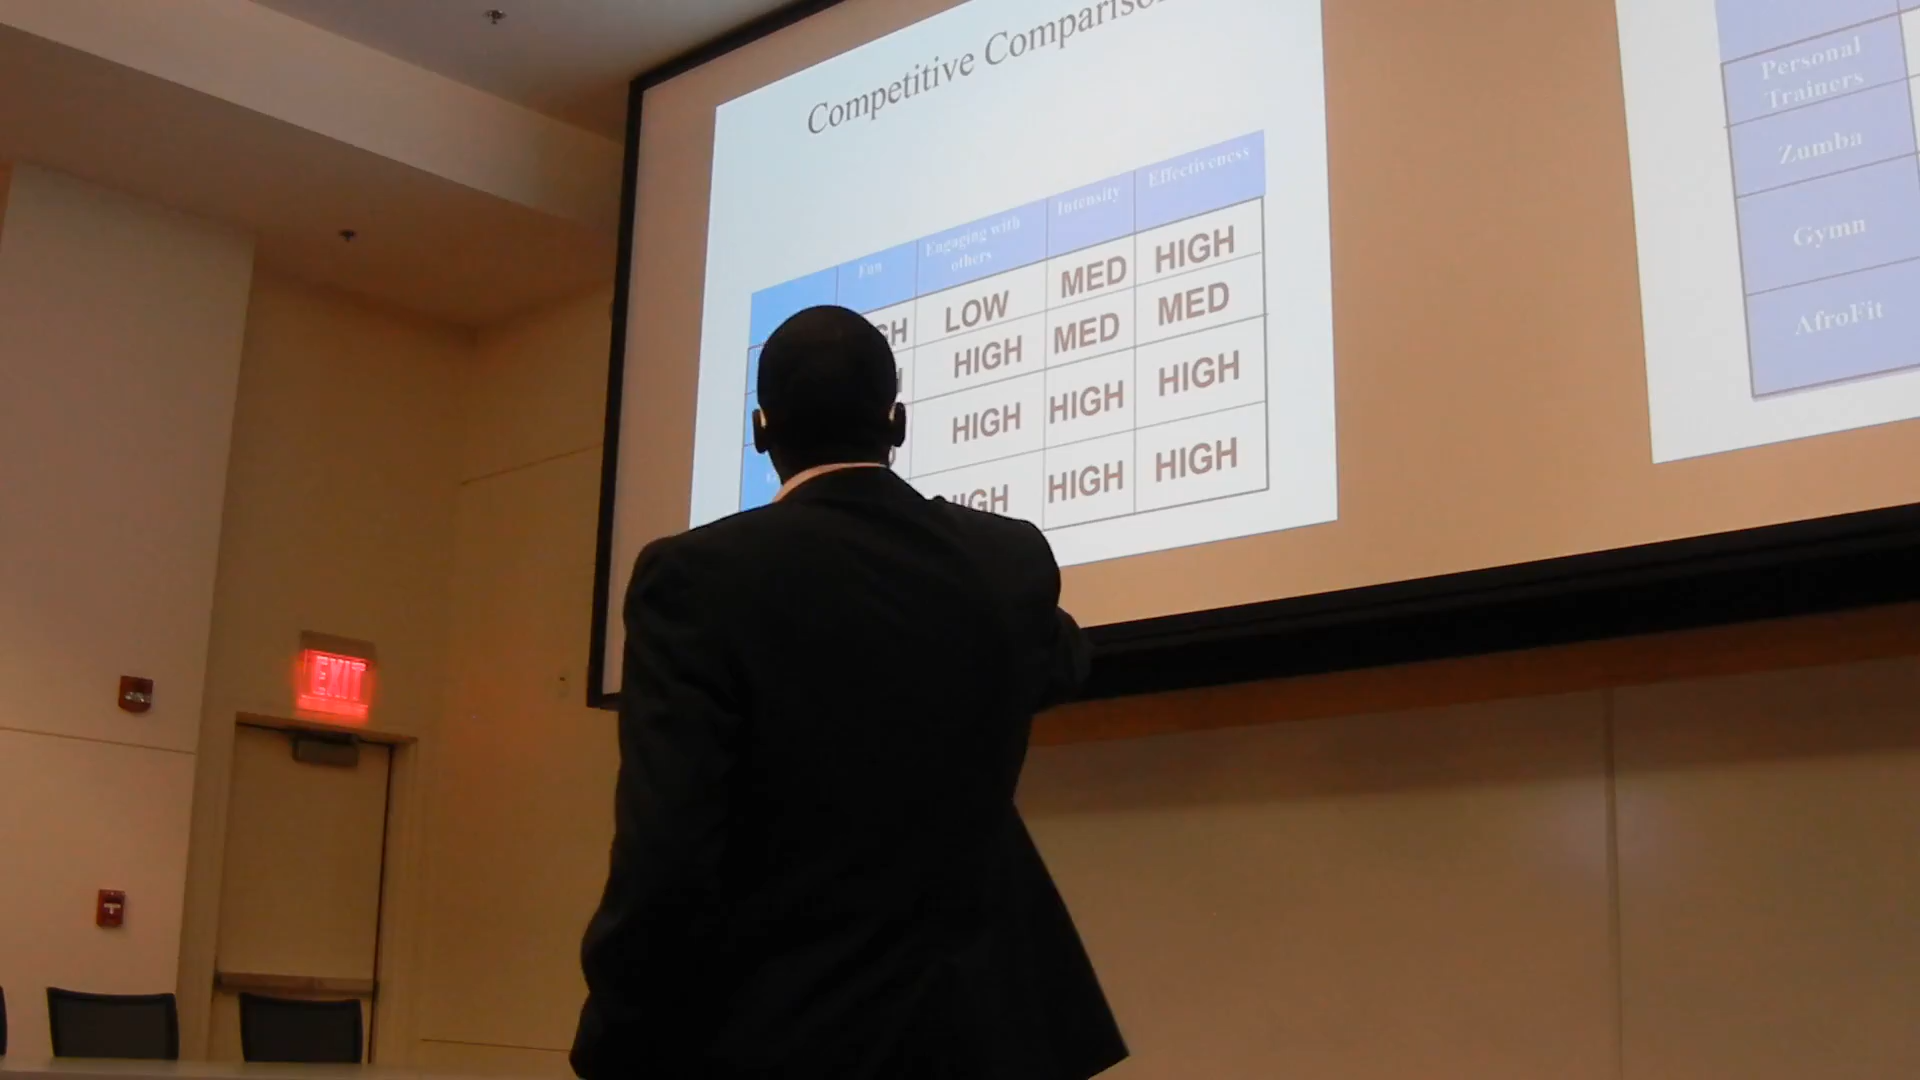 Competitive Comparison
Fun
Engaging with
others
Intensity
Effectiveness
LOW
MED
HIGH
HIGH
MED
MED
HIGH
HIGH
HIGH
HIGH
HIGH
HIGH
Personal
Trainers
Zumba
Gymn
AfroFit
EXIT